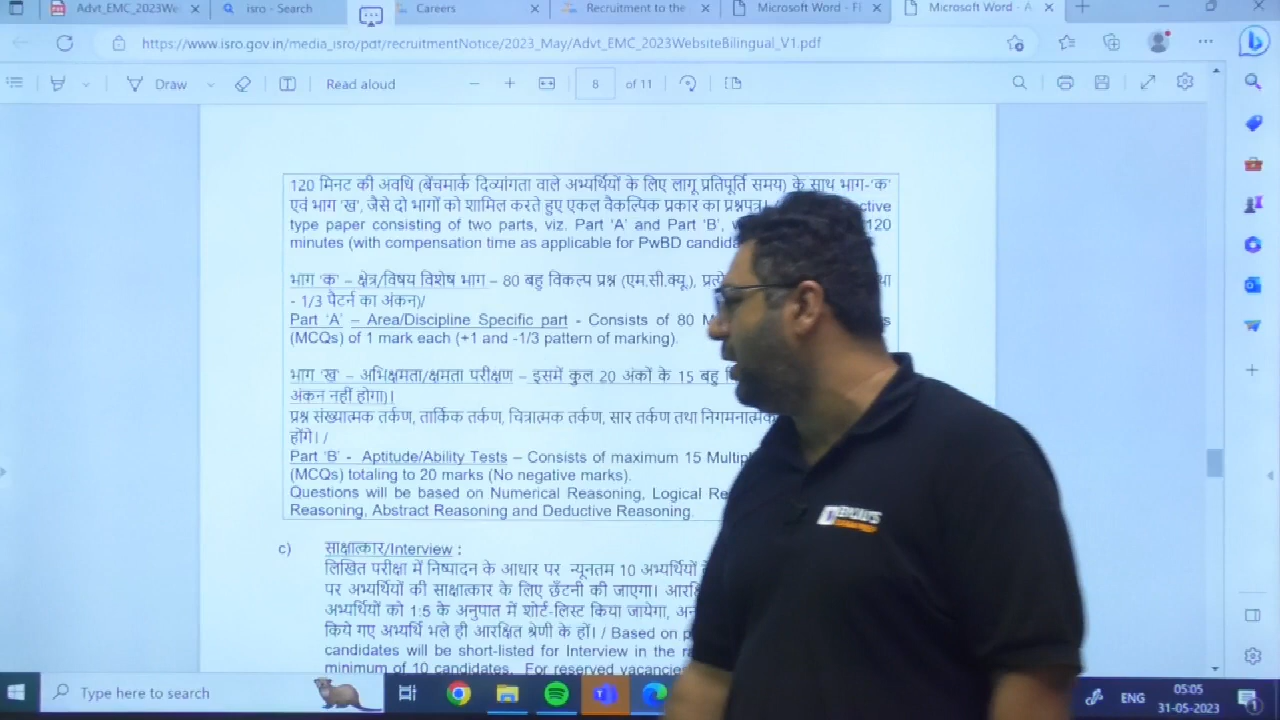 Advt_EMC_2023We
isro - Search
Careers
Recruitment to the
Microsoft Word - Fi
Microsoft Word - A
https://www.isro.gov.in/media_isro/pdf/recruitmentNotice/2023_May/Advt_EMC_2023WebsiteBilingual_V1.pdf
Draw
Read aloud
8 of 11
120 मिनट की अवधि (बेंचमार्क दिव्यांगता वाले अभ्यर्थियों के लिए लागू प्रतिपूर्ति समय) के साथ भाग-'क'
एवं भाग 'ख', जैसे दो भागों को शामिल करते हुए एकल वैकल्पिक प्रकार का प्रश्नपत्र। / ctive
type paper consisting of two parts, viz. Part 'A' and Part 'B', 120
minutes (with compensation time as applicable for PwBD candida
भाग 'क' – क्षेत्र/विषय विशेष भाग – 80 बहु विकल्प प्रश्न (एम.सी.क्यू.), प्रत्ये था
- 1/3 पैटर्न का अंकन)/
Part 'A' – Area/Discipline Specific part - Consists of 80 M s
(MCQs) of 1 mark each (+1 and -1/3 pattern of marking).
भाग 'ख' – अभिक्षमता/क्षमता परीक्षण – इसमें कुल 20 अंकों के 15 बहु
अंकन नहीं होगा)।
प्रश्न संख्यात्मक तर्कण, तार्किक तर्कण, चित्रात्मक तर्कण, सार तर्कण तथा निगमनात्मक
होंगे। /
Part 'B' - Aptitude/Ability Tests – Consists of maximum 15 Multip
(MCQs) totaling to 20 marks (No negative marks).
Questions will be based on Numerical Reasoning, Logical Re
Reasoning, Abstract Reasoning and Deductive Reasoning.
c) साक्षात्कार/Interview :
लिखित परीक्षा में निष्पादन के आधार पर न्यूनतम 10 अभ्यर्थियों
पर अभ्यर्थियों की साक्षात्कार के लिए छँटनी की जाएगा। आरक्षि
अभ्यर्थियों को 1:5 के अनुपात में शोर्ट-लिस्ट किया जायेगा, अन
किये गए अभ्यर्थि भले ही आरक्षित श्रेणी के हों। / Based on p
candidates will be short-listed for Interview in the ra
minimum of 10 candidates. For reserved vacancie
Type here to search
ENG
05:05
31-05-2023
1